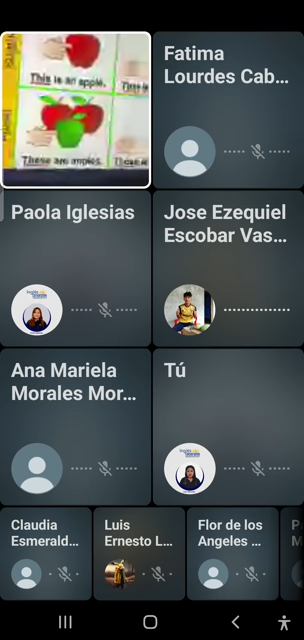 This is an apple.
These are apples.
Fatima
Lourdes Cab...
Paola Iglesias
Jose Ezequiel
Escobar Vas...
Ana Mariela
Morales Mor...
Tú
Claudia
Esmerald...
Luis
Ernesto L...
Flor de los
Angeles ...